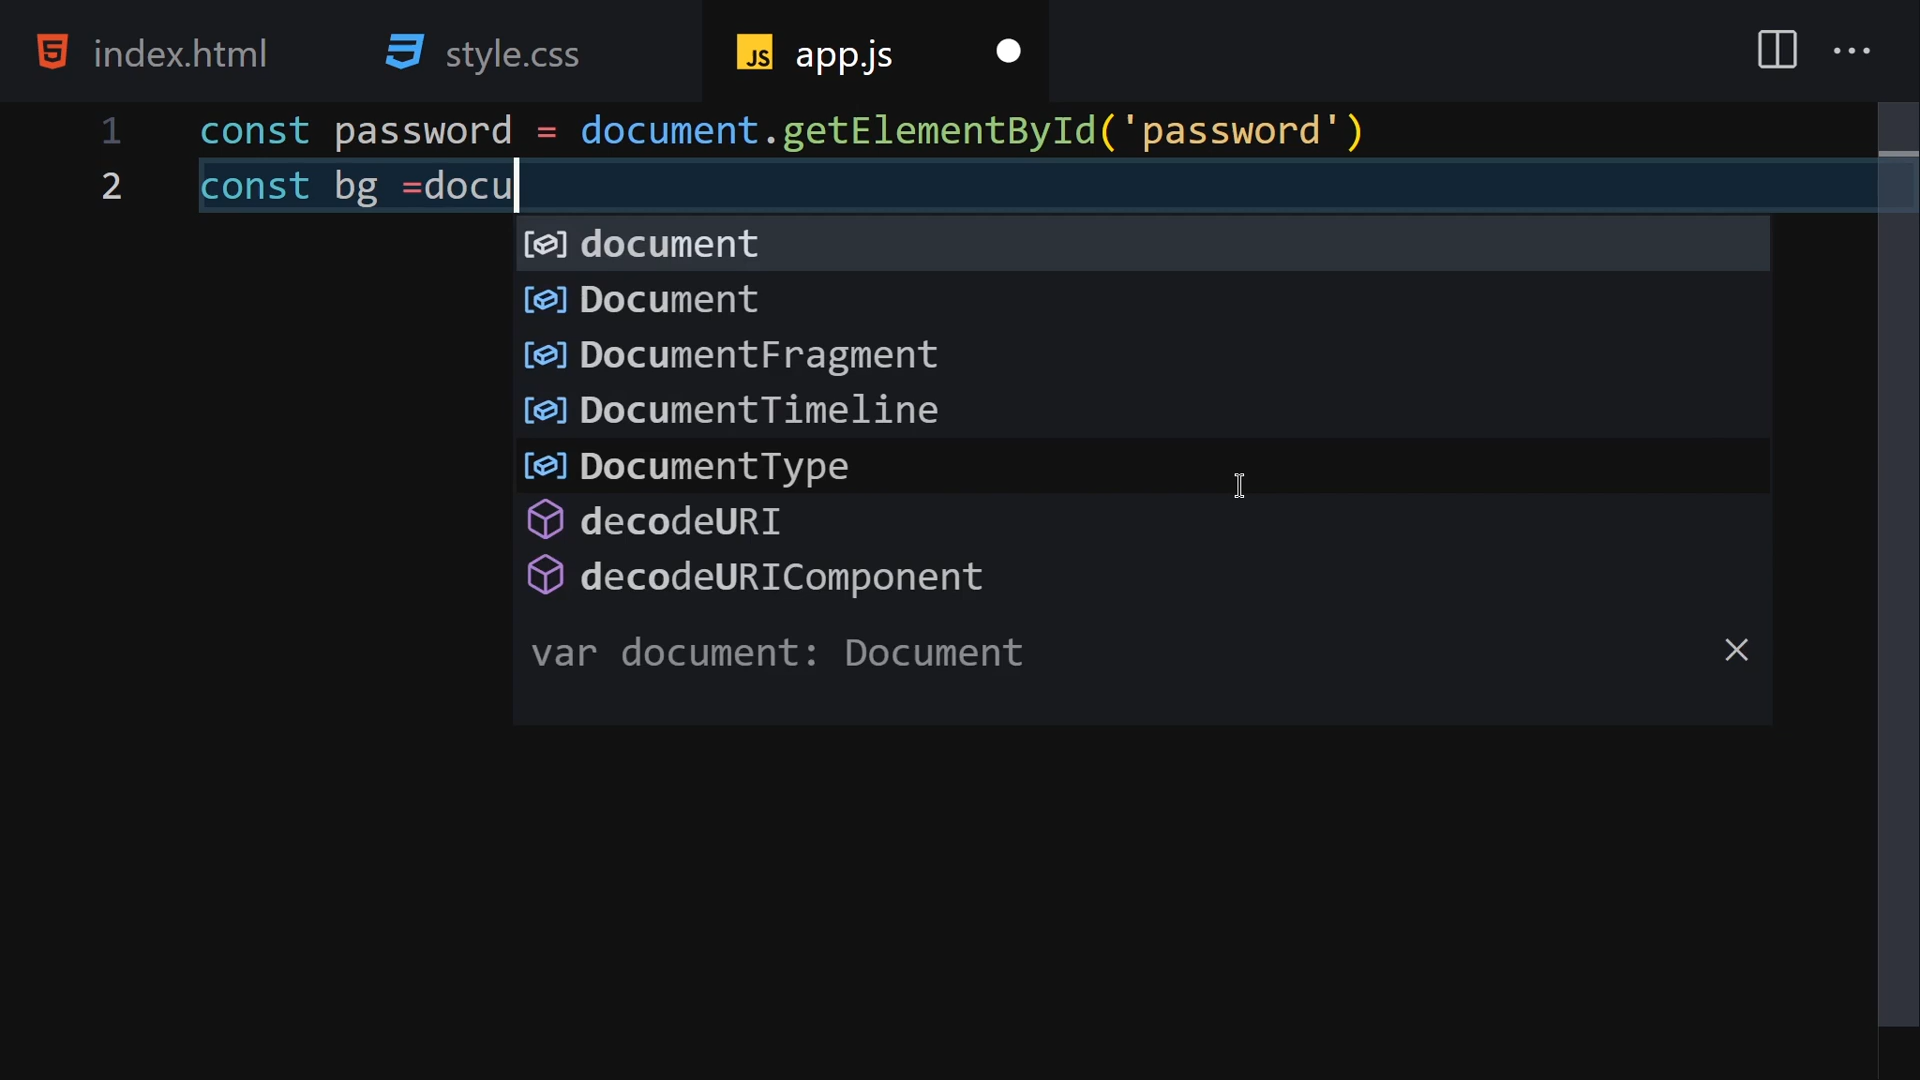 index.html style.css JS app.js
1 const password = document.getElementById('password')
2 const bg =docu
document
Document
DocumentFragment
DocumentTimeline
DocumentType
decodeURI
decodeURIComponent
var document: Document